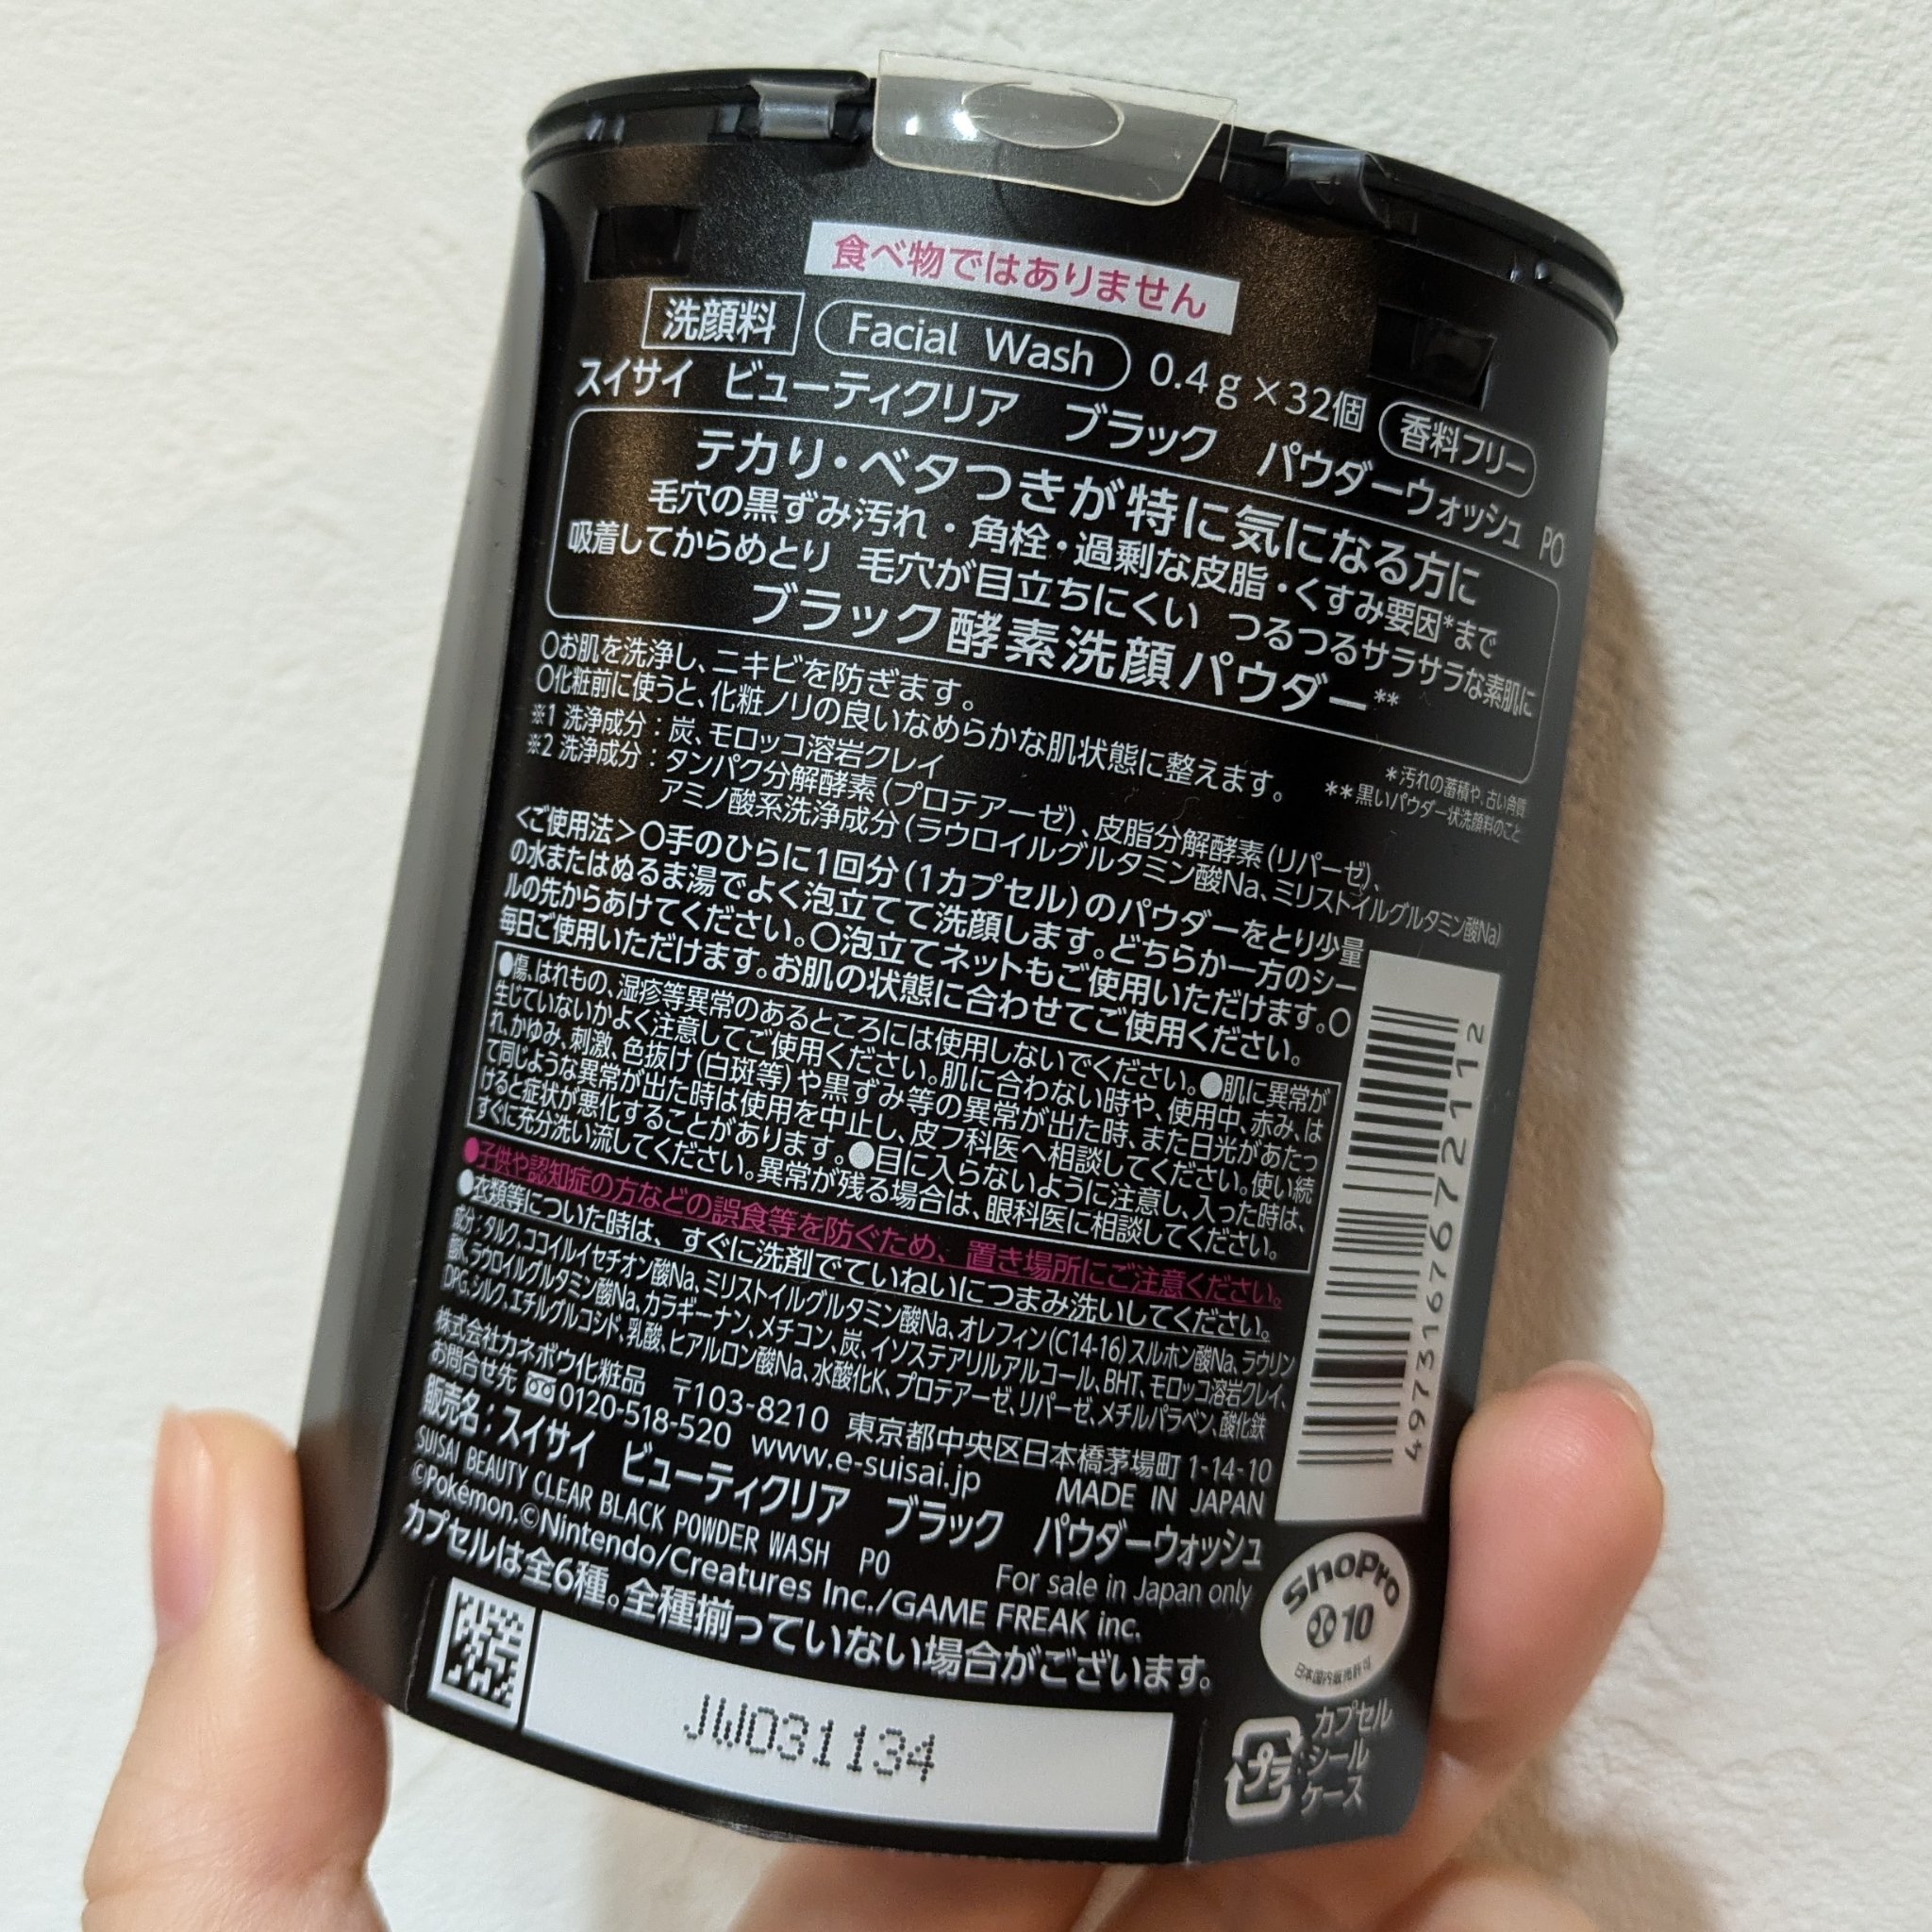 食べ物ではありません
洗顔料 Facial Wash 0.4g×32個 香料フリー
スイサイ ビューティクリア ブラック パウダーウォッシュ PO
テカリ・ベタつきが特に気になる方に
毛穴の黒ずみ汚れ・角栓・過剰な皮脂・くすみ要因*まで
吸着してからめとり 毛穴が目立ちにくい つるつるサラサラな素肌に
ブラック酵素洗顔パウダー**
○お肌を洗浄し、ニキビを防ぎます。
○化粧前に使うと、化粧ノリの良いなめらかな肌状態に整えます。
*汚れの蓄積や、古い角質
**黒いパウダー状洗顔料のこと
※1 洗浄成分：炭、モロッコ溶岩クレイ
※2 洗浄成分：タンパク分解酵素(プロテアーゼ)、皮脂分解酵素(リパーゼ)、
アミノ酸系洗浄成分(ラウロイルグルタミン酸Na、ミリストイルグルタミン酸Na)
<ご使用法>○手のひらに1回分(1カプセル)のパウダーをとり少量
の水またはぬるま湯でよく泡立てて洗顔します。どちらか一方のシー
ルの先からあけてください。○泡立てネットもご使用いただけます。○
毎日ご使用いただけます。お肌の状態に合わせてご使用ください。
●傷、はれもの、湿疹等異常のあるところには使用しないでください。●肌に異常が
生じていないかよく注意してご使用ください。肌に合わない時や、使用中、赤み、は
れ、かゆみ、刺激、色抜け(白斑等)や黒ずみ等の異常が出た時、また日光があたっ
て同じような異常が出た時は使用を中止し、皮フ科医へ相談してください。使い続
けると症状が悪化することがあります。●目に入らないように注意し、入った時は、
すぐに充分洗い流してください。異常が残る場合は、眼科医に相談してください。
●子供や認知症の方などの誤食等を防ぐため、置き場所にご注意ください。
●衣類等についた時は、すぐに洗剤でていねいにつまみ洗いしてください。
成分：タルク、ココイルイセチオン酸Na、ミリストイルグルタミン酸Na、オレフィン(C14-16)スルホン酸Na、ラウリン
酸K、ラウロイルグルタミン酸Na、カラギーナン、メチコン、炭、イソステアリルアルコール、BHT、モロッコ溶岩クレイ、
DPG、シルク、エチルグルコシド、乳酸、ヒアルロン酸Na、水酸化K、プロテアーゼ、リパーゼ、メチルパラベン、酸化鉄
株式会社カネボウ化粧品 〒103-8210 東京都中央区日本橋茅場町 1-14-10
お問合せ先 0120-518-520 www.e-suisai.jp MADE IN JAPAN
販売名：スイサイ ビューティクリア ブラック パウダーウォッシュ
SUISAI BEAUTY CLEAR BLACK POWDER WASH PO For sale in Japan only
©Pokémon.©Nintendo/Creatures Inc./GAME FREAK inc.
カプセルは全6種。全種揃っていない場合がございます。
4973167672112
ShoPro
10
日本国内販売許可
JW031134
プラ
カプセル
シール
ケース